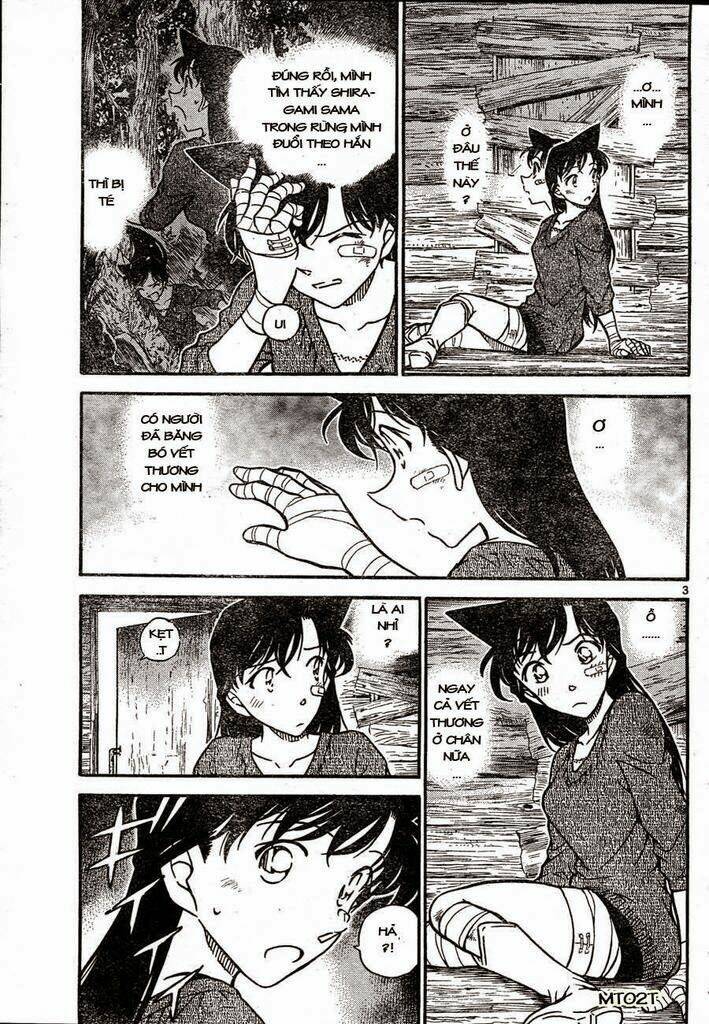 ...Ơ...
MÌNH
...
Ở
ĐÂU
THẾ
NÀY
?
ĐÚNG RỒI, MÌNH
TÌM THẤY SHIRA-
GAMI SAMA
TRONG RỪNG MÌNH
ĐUỔI THEO HẮN
...
THÌ BỊ
TÉ
UI
Ơ
...
CÓ NGƯỜI
ĐÃ BĂNG
BÓ VẾT
THƯƠNG
CHO MÌNH
3
Ồ
......
NGAY
CẢ VẾT
THƯƠNG
Ở CHÂN
NỮA
...
LÀ AI
NHỈ
?
KẸT
..T
HẢ
?!
MT02T